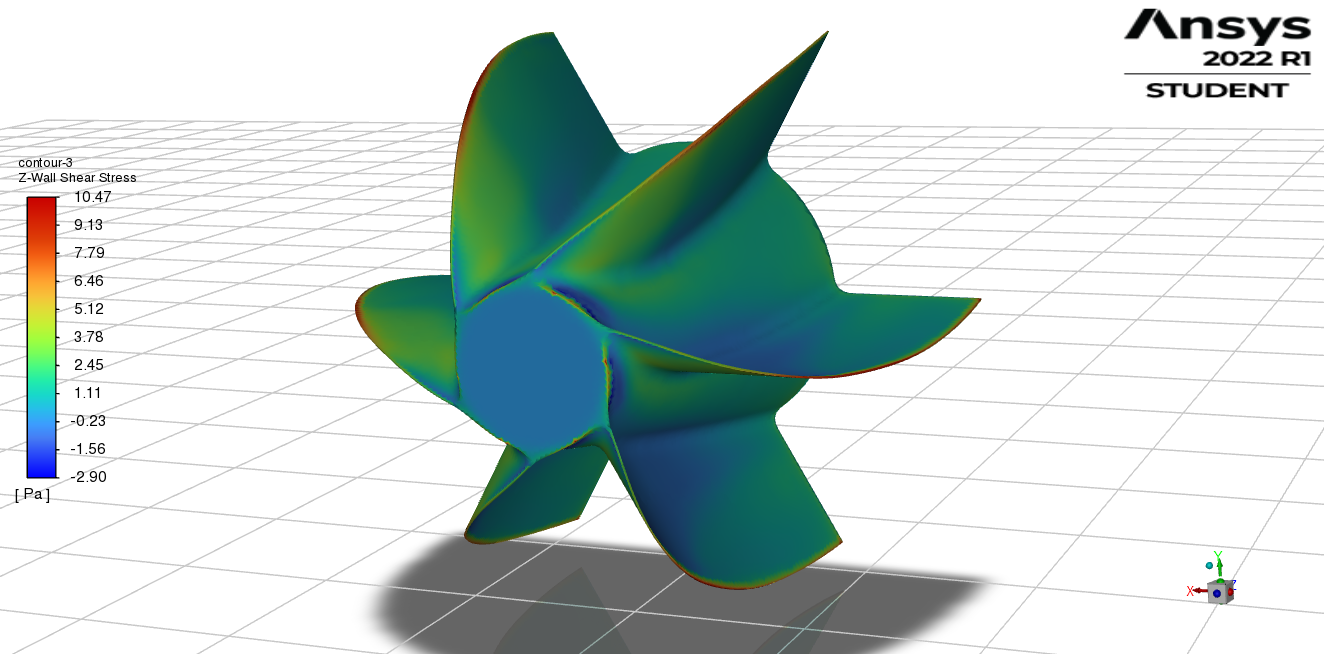 Ansys
2022 R1
STUDENT
contour-3
Z-Wall Shear Stress
10.47
9.13
7.79
6.46
5.12
3.78
2.45
1.11
-0.23
-1.56
-2.90
[ Pa ]
Y
X
Z